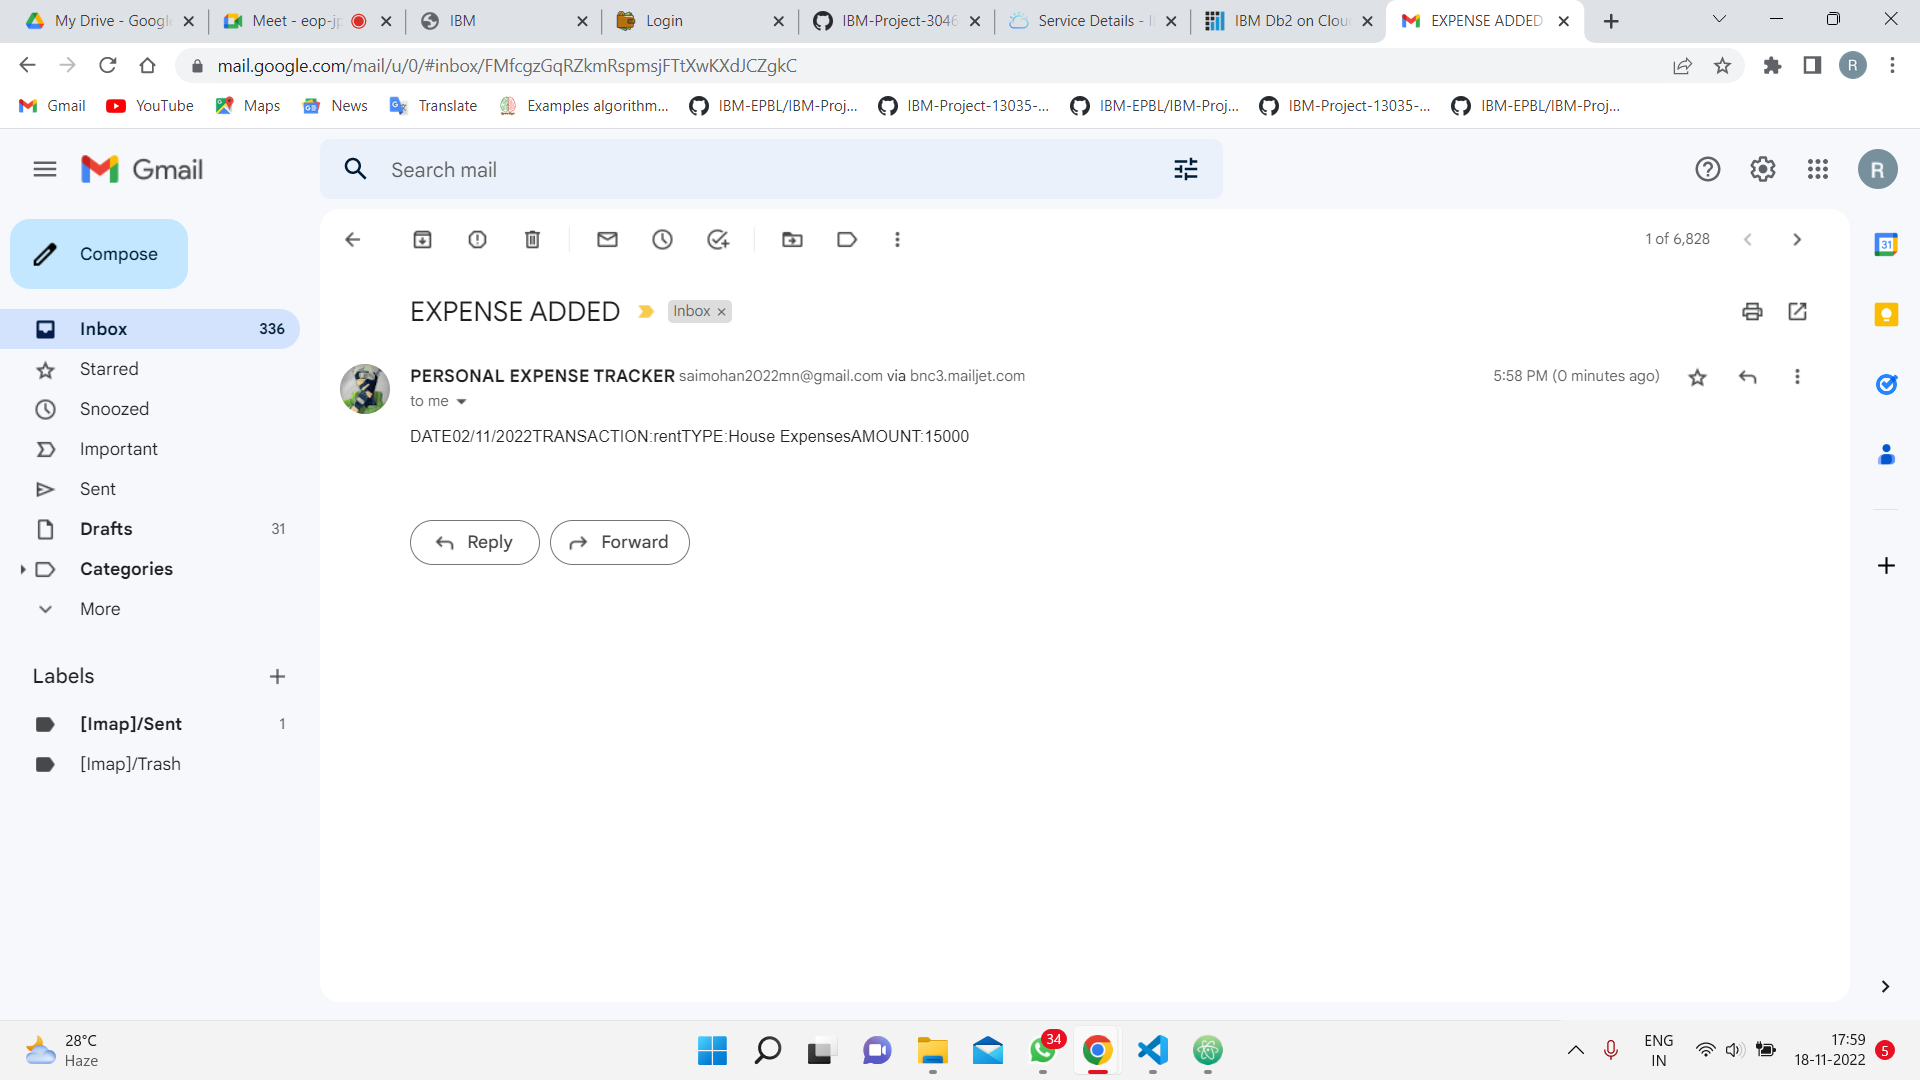 My Drive - Google
Meet - eop-jp
IBM
Login
IBM-Project-3046
Service Details - I
IBM Db2 on Clou
EXPENSE ADDED
mail.google.com/mail/u/0/#inbox/FMfcgzGqRZkmRspmsjFTtXwKXdJCZgkC
R
Gmail
YouTube
Maps
News
Translate
Examples algorithm...
IBM-EPBL/IBM-Proj...
IBM-Project-13035-...
IBM-EPBL/IBM-Proj...
IBM-Project-13035-...
IBM-EPBL/IBM-Proj...
Gmail
Search mail
R
Compose
1 of 6,828
31
EXPENSE ADDED
Inbox ×
Inbox 336
Starred
Snoozed
Important
Sent
Drafts 31
Categories
More
Labels
[Imap]/Sent 1
[Imap]/Trash
PERSONAL EXPENSE TRACKER saimohan2022mn@gmail.com via bnc3.mailjet.com
5:58 PM (0 minutes ago)
to me
DATE02/11/2022TRANSACTION:rentTYPE:House ExpensesAMOUNT:15000
Reply
Forward
28°C
Haze
34
ENG
IN
17:59
18-11-2022
5